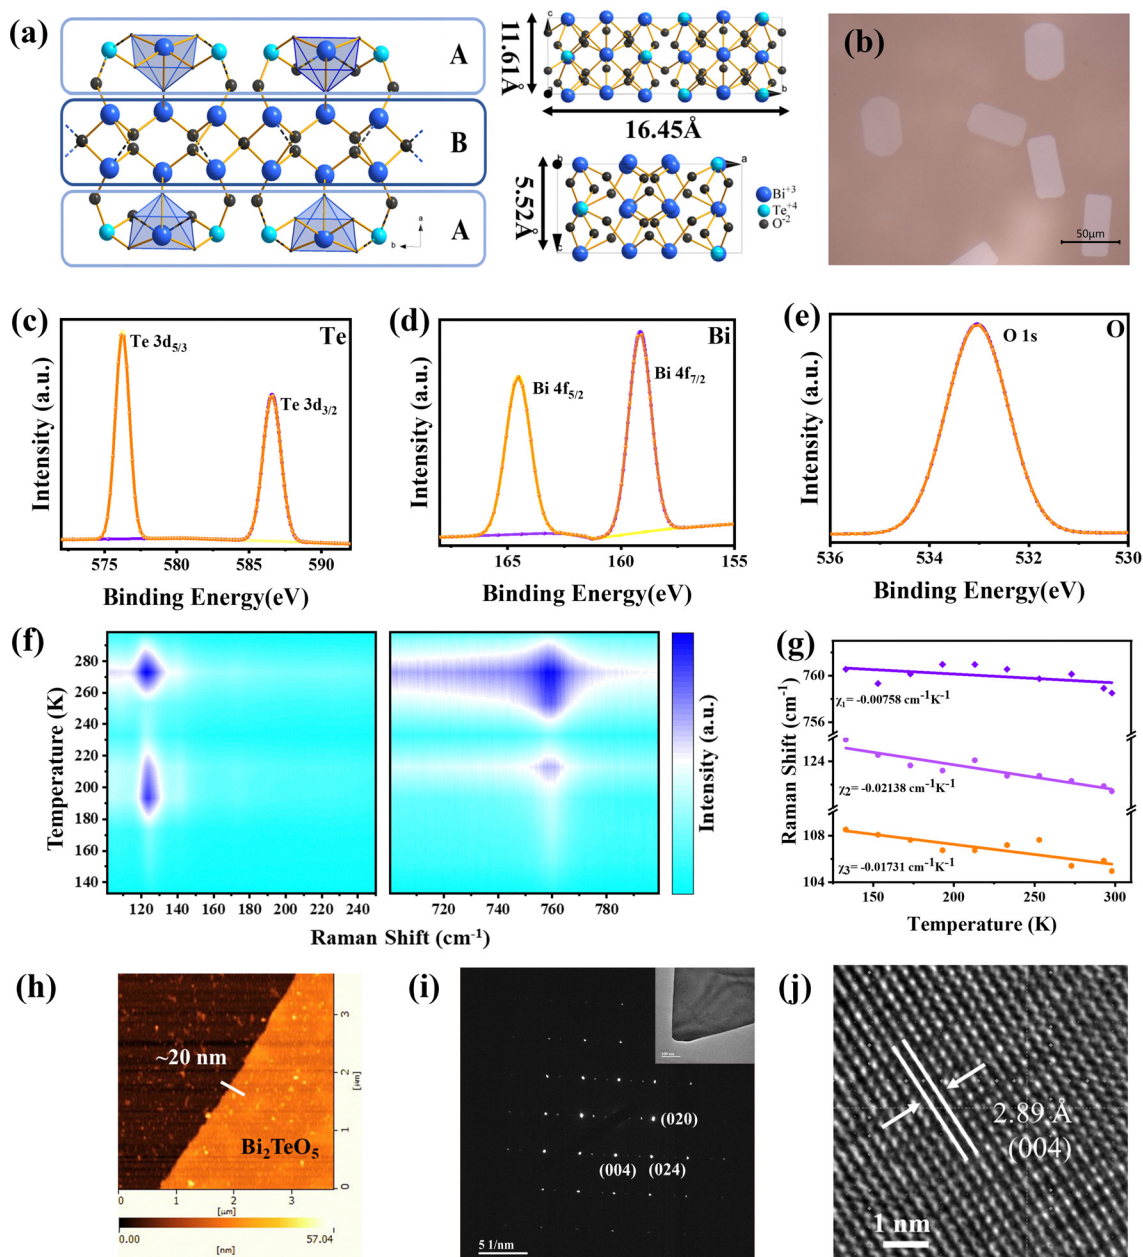 (a)
A
B
A
a
b
11.61Å
c
a
b
16.45Å
5.52Å
b
a
c
Bi+3
Te+4
O-2
(b)
50μm
(c)
Te
Te 3d5/3
Te 3d3/2
Intensity (a.u.)
575 580 585 590
Binding Energy(eV)
(d)
Bi
Bi 4f5/2
Bi 4f7/2
Intensity (a.u.)
165 160 155
Binding Energy(eV)
(e)
O
O 1s
Intensity (a.u.)
536 534 532 530
Binding Energy(eV)
(f)
Temperature (K)
280
260
240
220
200
180
160
140
120 140 160 180 200 220 240
720 740 760 780
Raman Shift (cm-1)
Intensity (a.u.)
(g)
Raman Shift (cm-1)
760
756
124
108
104
χ1= -0.00758 cm-1K-1
χ2= -0.02138 cm-1K-1
χ3= -0.01731 cm-1K-1
150 200 250 300
Temperature (K)
(h)
~20 nm
Bi2TeO5
0 1 2 3
[μm]
0 1 2 3
[μm]
0.00 57.04
[nm]
(i)
(020)
(004) (024)
5 1/nm
(j)
2.89 Å
(004)
1 nm